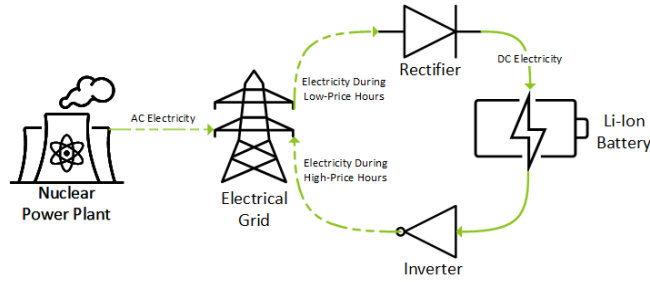 AC Electricity
Nuclear
Power Plant
Electrical
Grid
Electricity During
Low-Price Hours
Rectifier
DC Electricity
Li-Ion
Battery
Electricity During
High-Price Hours
Inverter